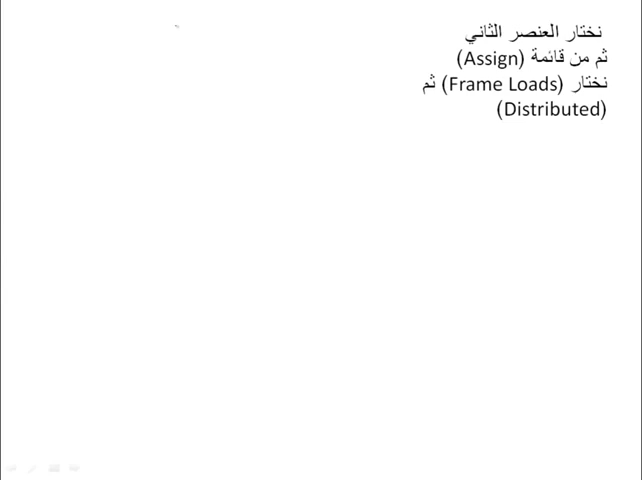 نختار العنصر الثاني
ثم من قائمة (Assign)
نختار (Frame Loads) ثم
(Distributed)